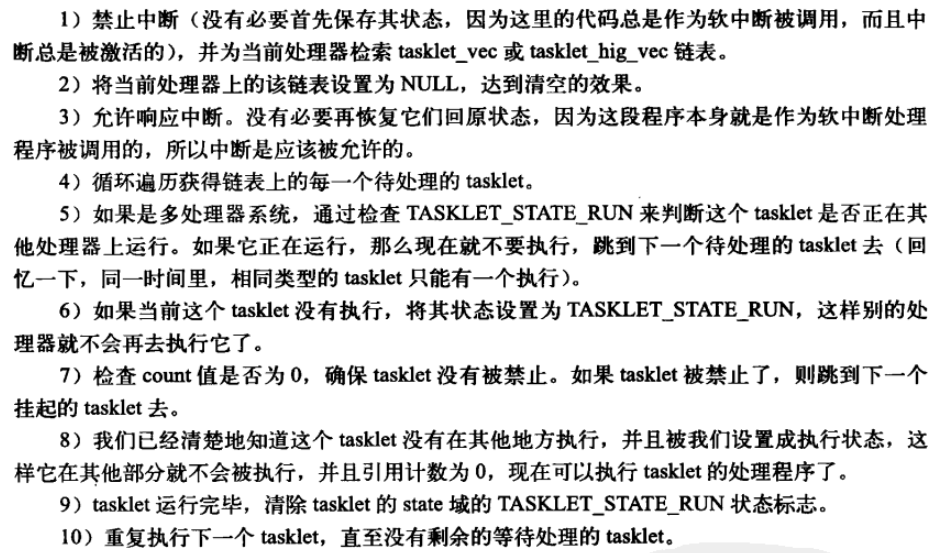 1）禁止中断（没有必要首先保存其状态，因为这里的代码总是作为软中断被调用，而且中
断总是被激活的），并为当前处理器检索 tasklet_vec 或 tasklet_hig_vec 链表。
2）将当前处理器上的该链表设置为 NULL，达到清空的效果。
3）允许响应中断。没有必要再恢复它们回原状态，因为这段程序本身就是作为软中断处理
程序被调用的，所以中断是应该被允许的。
4）循环遍历获得链表上的每一个待处理的 tasklet。
5）如果是多处理器系统，通过检查 TASKLET_STATE_RUN 来判断这个 tasklet 是否正在其
他处理器上运行。如果它正在运行，那么现在就不要执行，跳到下一个待处理的 tasklet 去（回
忆一下，同一时间里，相同类型的 tasklet 只能有一个执行）。
6）如果当前这个 tasklet 没有执行，将其状态设置为 TASKLET_STATE_RUN，这样别的处
理器就不会再去执行它了。
7）检查 count 值是否为 0，确保 tasklet 没有被禁止。如果 tasklet 被禁止了，则跳到下一个
挂起的 tasklet 去。
8）我们已经清楚地知道这个 tasklet 没有在其他地方执行，并且被我们设置成执行状态，这
样它在其他部分就不会被执行，并且引用计数为 0，现在可以执行 tasklet 的处理程序了。
9）tasklet 运行完毕，清除 tasklet 的 state 域的 TASKLET_STATE_RUN 状态标志。
10）重复执行下一个 tasklet，直至没有剩余的等待处理的 tasklet。